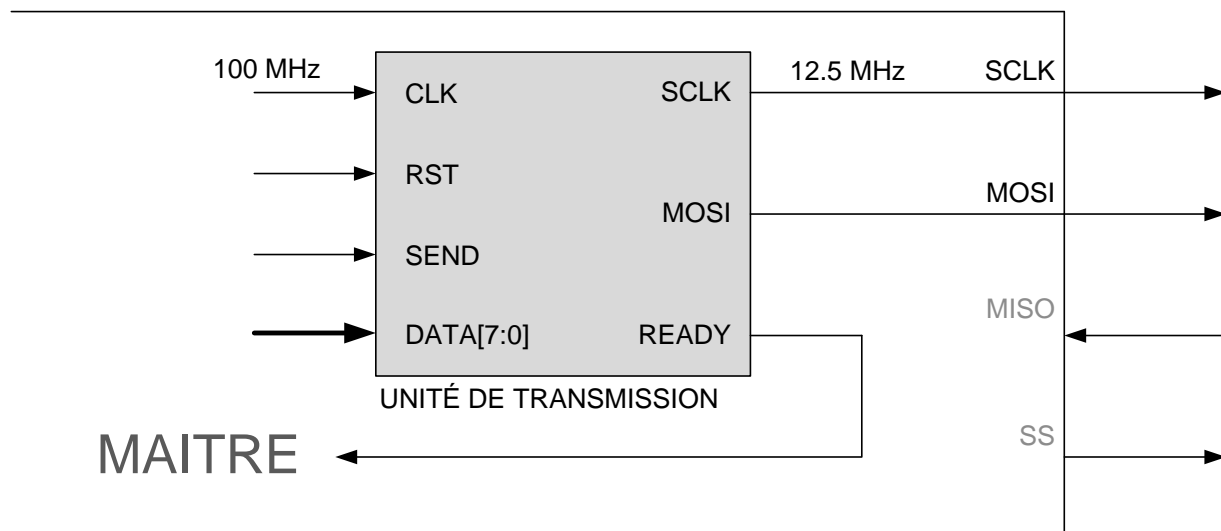 100 MHz
12.5 MHz
SCLK
CLK
SCLK
RST
MOSI
MOSI
SEND
MISO
DATA[7:0]
READY
UNITÉ DE TRANSMISSION
MAITRE
SS